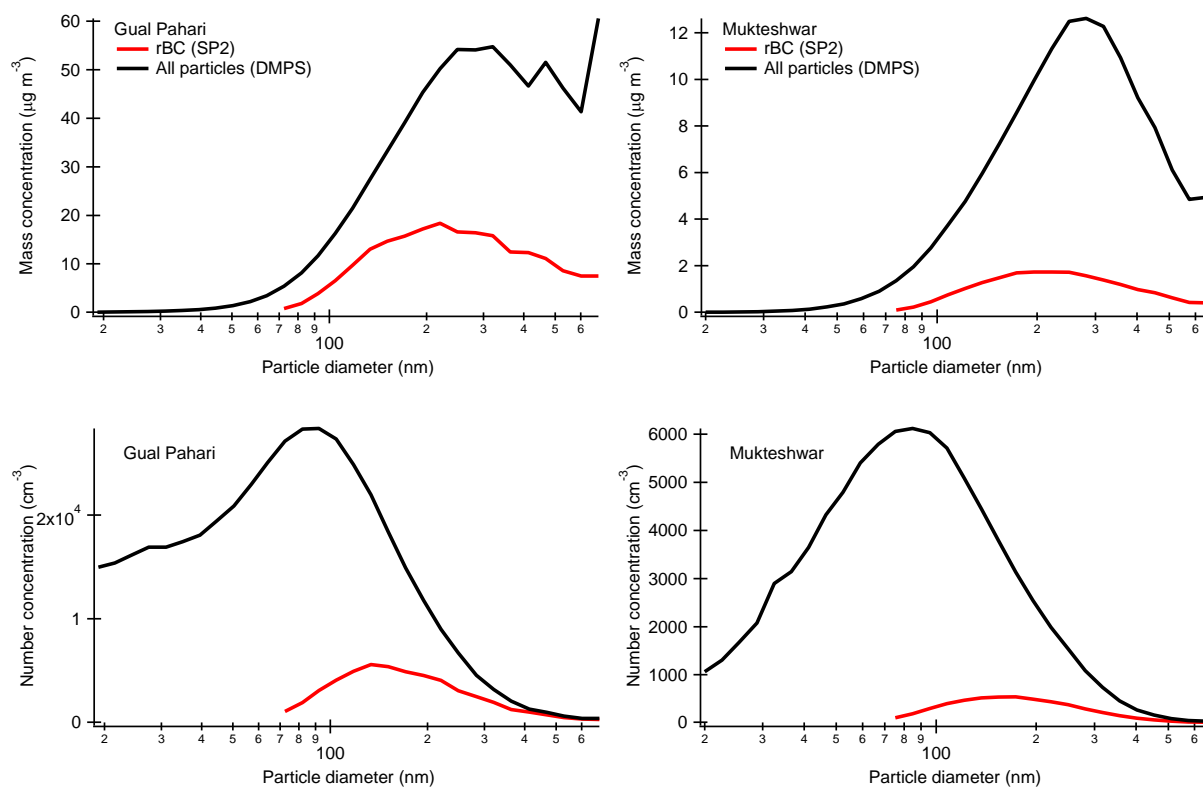 Gual Pahari
rBC (SP2)
All particles (DMPS)
Mass concentration (µg m-3)
60
50
40
30
20
10
0
2 3 4 5 6 7 8 9 100 2 3 4 5 6
Particle diameter (nm)
Mukteshwar
rBC (SP2)
All particles (DMPS)
Mass concentration (µg m-3)
12
10
8
6
4
2
0
2 3 4 5 6 7 8 9 100 2 3 4 5 6
Particle diameter (nm)
Gual Pahari
Number concentration (cm-3)
2x10^4
1
0
2 3 4 5 6 7 8 9 100 2 3 4 5 6
Particle diameter (nm)
Mukteshwar
Number concentration (cm-3)
6000
5000
4000
3000
2000
1000
0
2 3 4 5 6 7 8 9 100 2 3 4 5 6
Particle diameter (nm)